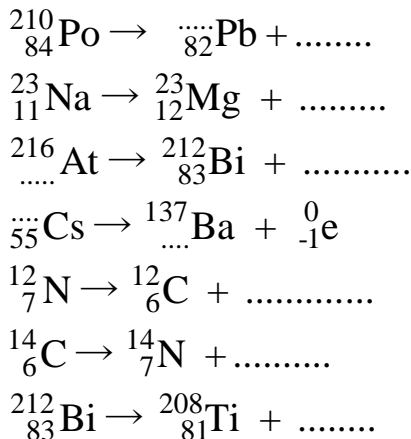 ²¹⁰₈₄Po → ·····₈₂Pb + ........
²³₁₁Na → ²³₁₂Mg + .........
²¹⁶.....At → ²¹²₈₃Bi + ...........
····₅₅Cs → ¹³⁷....Ba + ⁰₋₁e
¹²₇N → ¹²₆C + .............
¹⁴₆C → ¹⁴₇N +..........
²¹²₈₃Bi → ²⁰⁸₈₁Ti + ........